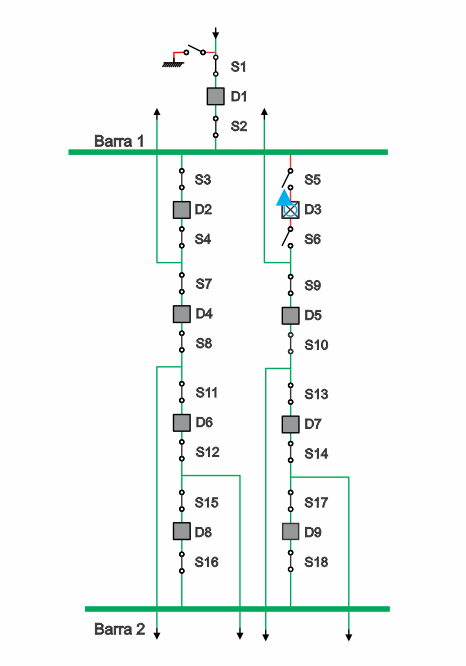 S1
D1
S2
Barra 1
S3 S5
D2 D3
S4 S6
S7 S9
D4 D5
S8 S10
S11 S13
D6 D7
S12 S14
S15 S17
D8 D9
S16 S18
Barra 2